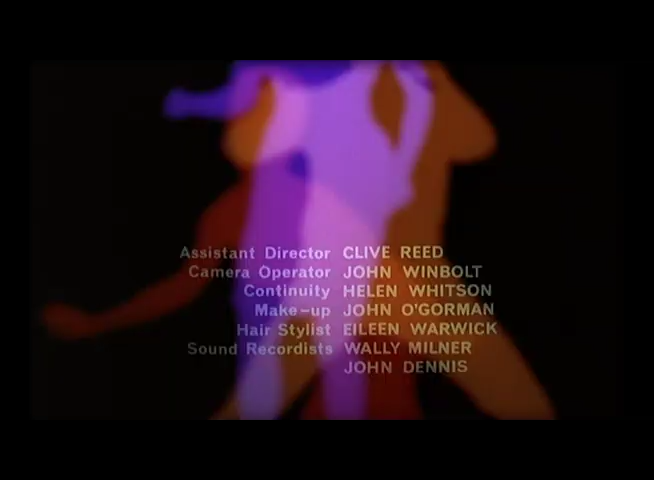 Assistant Director CLIVE REED
Camera Operator JOHN WINBOLT
Continuity HELEN WHITSON
Make-up JOHN O'GORMAN
Hair Stylist EILEEN WARWICK
Sound Recordists WALLY MILNER
JOHN DENNIS